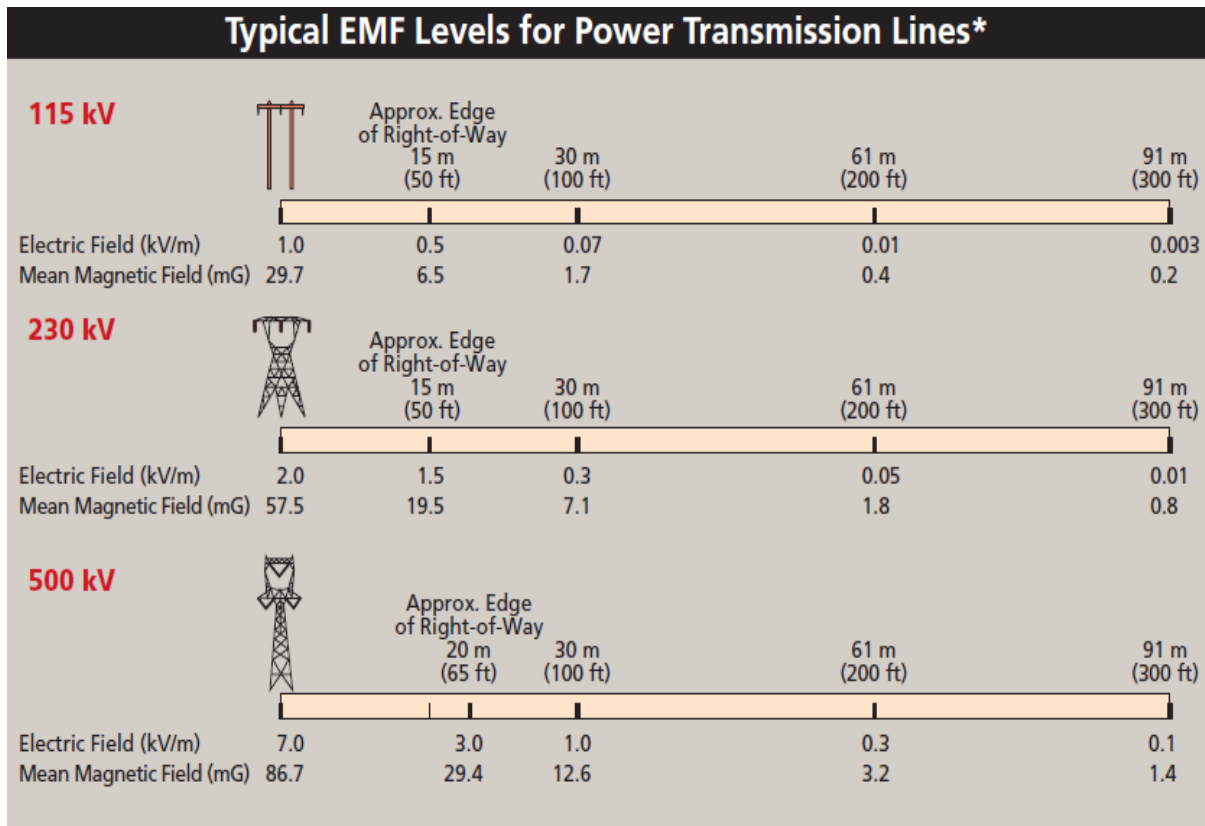 Typical EMF Levels for Power Transmission Lines*
115 kV
Approx. Edge
of Right-of-Way
15 m 30 m 61 m 91 m
(50 ft) (100 ft) (200 ft) (300 ft)
Electric Field (kV/m) 1.0 0.5 0.07 0.01 0.003
Mean Magnetic Field (mG) 29.7 6.5 1.7 0.4 0.2
230 kV
Approx. Edge
of Right-of-Way
15 m 30 m 61 m 91 m
(50 ft) (100 ft) (200 ft) (300 ft)
Electric Field (kV/m) 2.0 1.5 0.3 0.05 0.01
Mean Magnetic Field (mG) 57.5 19.5 7.1 1.8 0.8
500 kV
Approx. Edge
of Right-of-Way
20 m 30 m 61 m 91 m
(65 ft) (100 ft) (200 ft) (300 ft)
Electric Field (kV/m) 7.0 3.0 1.0 0.3 0.1
Mean Magnetic Field (mG) 86.7 29.4 12.6 3.2 1.4